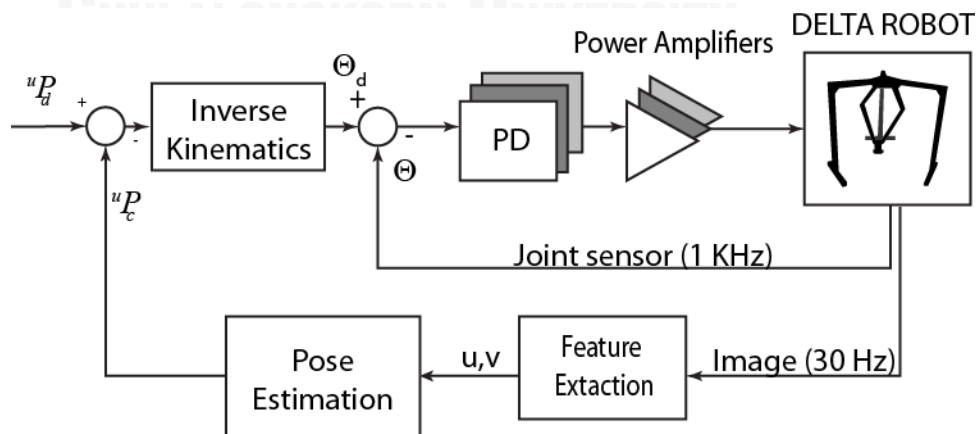 DELTA ROBOT
Power Amplifiers
uPd
+
-
Inverse
Kinematics
Θd
+
-
Θ
PD
uPc
Joint sensor (1 KHz)
Pose
Estimation
u,v
Feature
Extaction
Image (30 Hz)